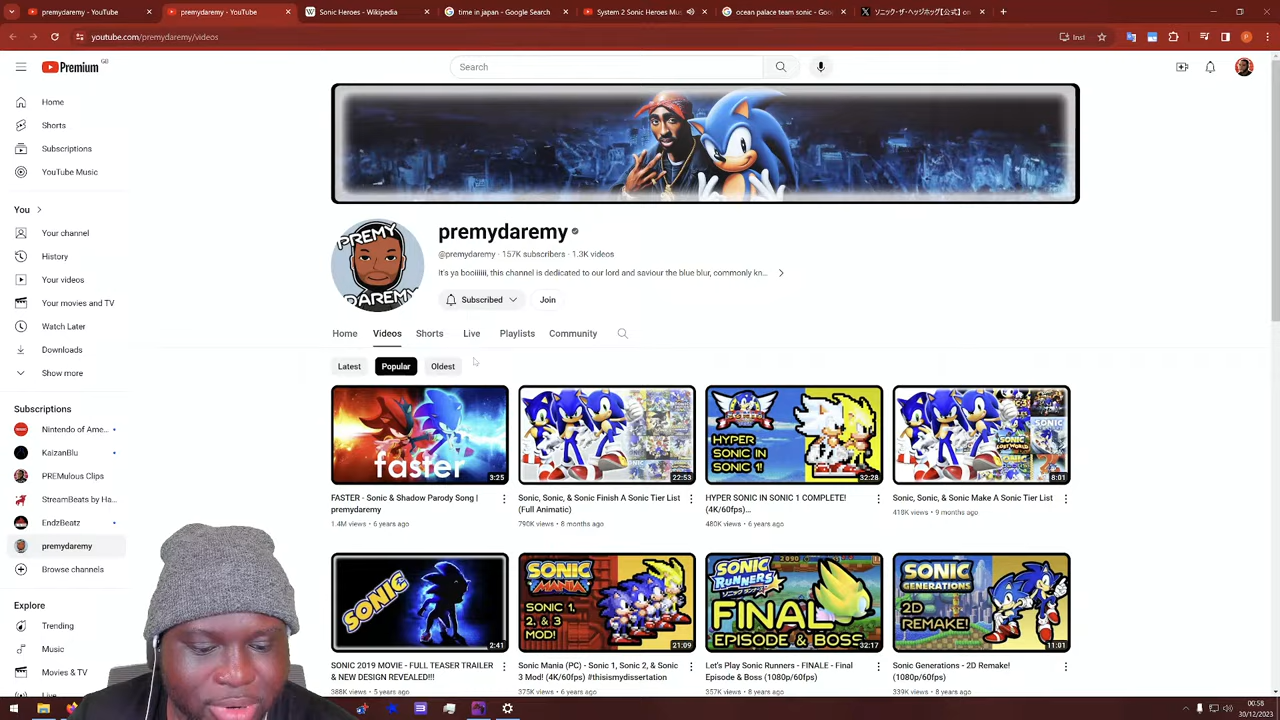 premydaremy - YouTube
premydaremy - YouTube
Sonic Heroes - Wikipedia
time in japan - Google Search
System 2 Sonic Heroes Mus
ocean palace team sonic - Goo
ソニック・ザ・ヘッジホッグ【公式】 on
youtube.com/premydaremy/videos
Inst
Premium
GB
Search
Home
Shorts
Subscriptions
YouTube Music
You
Your channel
History
Your videos
Your movies and TV
Watch Later
Downloads
Show more
Subscriptions
Nintendo of Ame...
KaizanBlu
PREMulous Clips
StreamBeats by Ha...
EndzBeatz
premydaremy
Browse channels
Explore
Trending
Music
Movies & TV
Live
PREMY
DAREMY
premydaremy
@premydaremy · 157K subscribers · 1.3K videos
It's ya booiiiiii, this channel is dedicated to our lord and saviour the blue blur, commonly kn...
Subscribed
Join
Home
Videos
Shorts
Live
Playlists
Community
Latest
Popular
Oldest
faster
3:25
FASTER - Sonic & Shadow Parody Song |
premydaremy
1.4M views · 6 years ago
22:53
Sonic, Sonic, & Sonic Finish A Sonic Tier List
(Full Animatic)
790K views · 8 months ago
HYPER
SONIC IN
SONIC 1!
32:28
HYPER SONIC IN SONIC 1 COMPLETE!
(4K/60fps)...
480K views · 6 years ago
8:01
Sonic, Sonic, & Sonic Make A Sonic Tier List
418K views · 9 months ago
SONIC
2:41
SONIC 2019 MOVIE - FULL TEASER TRAILER
& NEW DESIGN REVEALED!!!
388K views · 5 years ago
SONIC
MANIA
SONIC 1,
2, & 3
MOD!
21:09
Sonic Mania (PC) - Sonic 1, Sonic 2, & Sonic
3 Mod! (4K/60fps) #thisismydissertation
375K views · 6 years ago
SONIC
RUNNERS
FINAL
EPISODE & BOSS
32:17
Let's Play Sonic Runners - FINALE - Final
Episode & Boss (1080p/60fps)
357K views · 8 years ago
SONIC
GENERATIONS
2D
REMAKE!
11:01
Sonic Generations - 2D Remake!
(1080p/60fps)
339K views · 8 years ago
00:58
30/12/2023